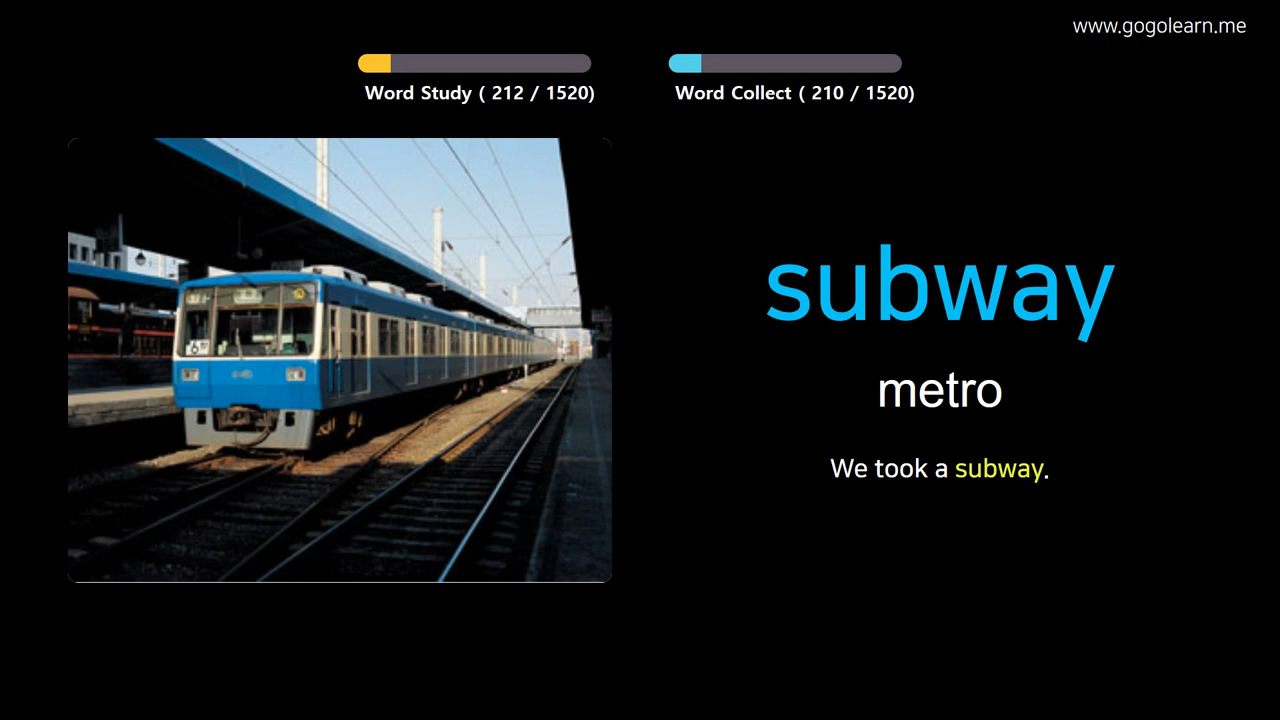 www.gogolearn.me
Word Study ( 212 / 1520)
Word Collect ( 210 / 1520)
subway
metro
We took a subway.